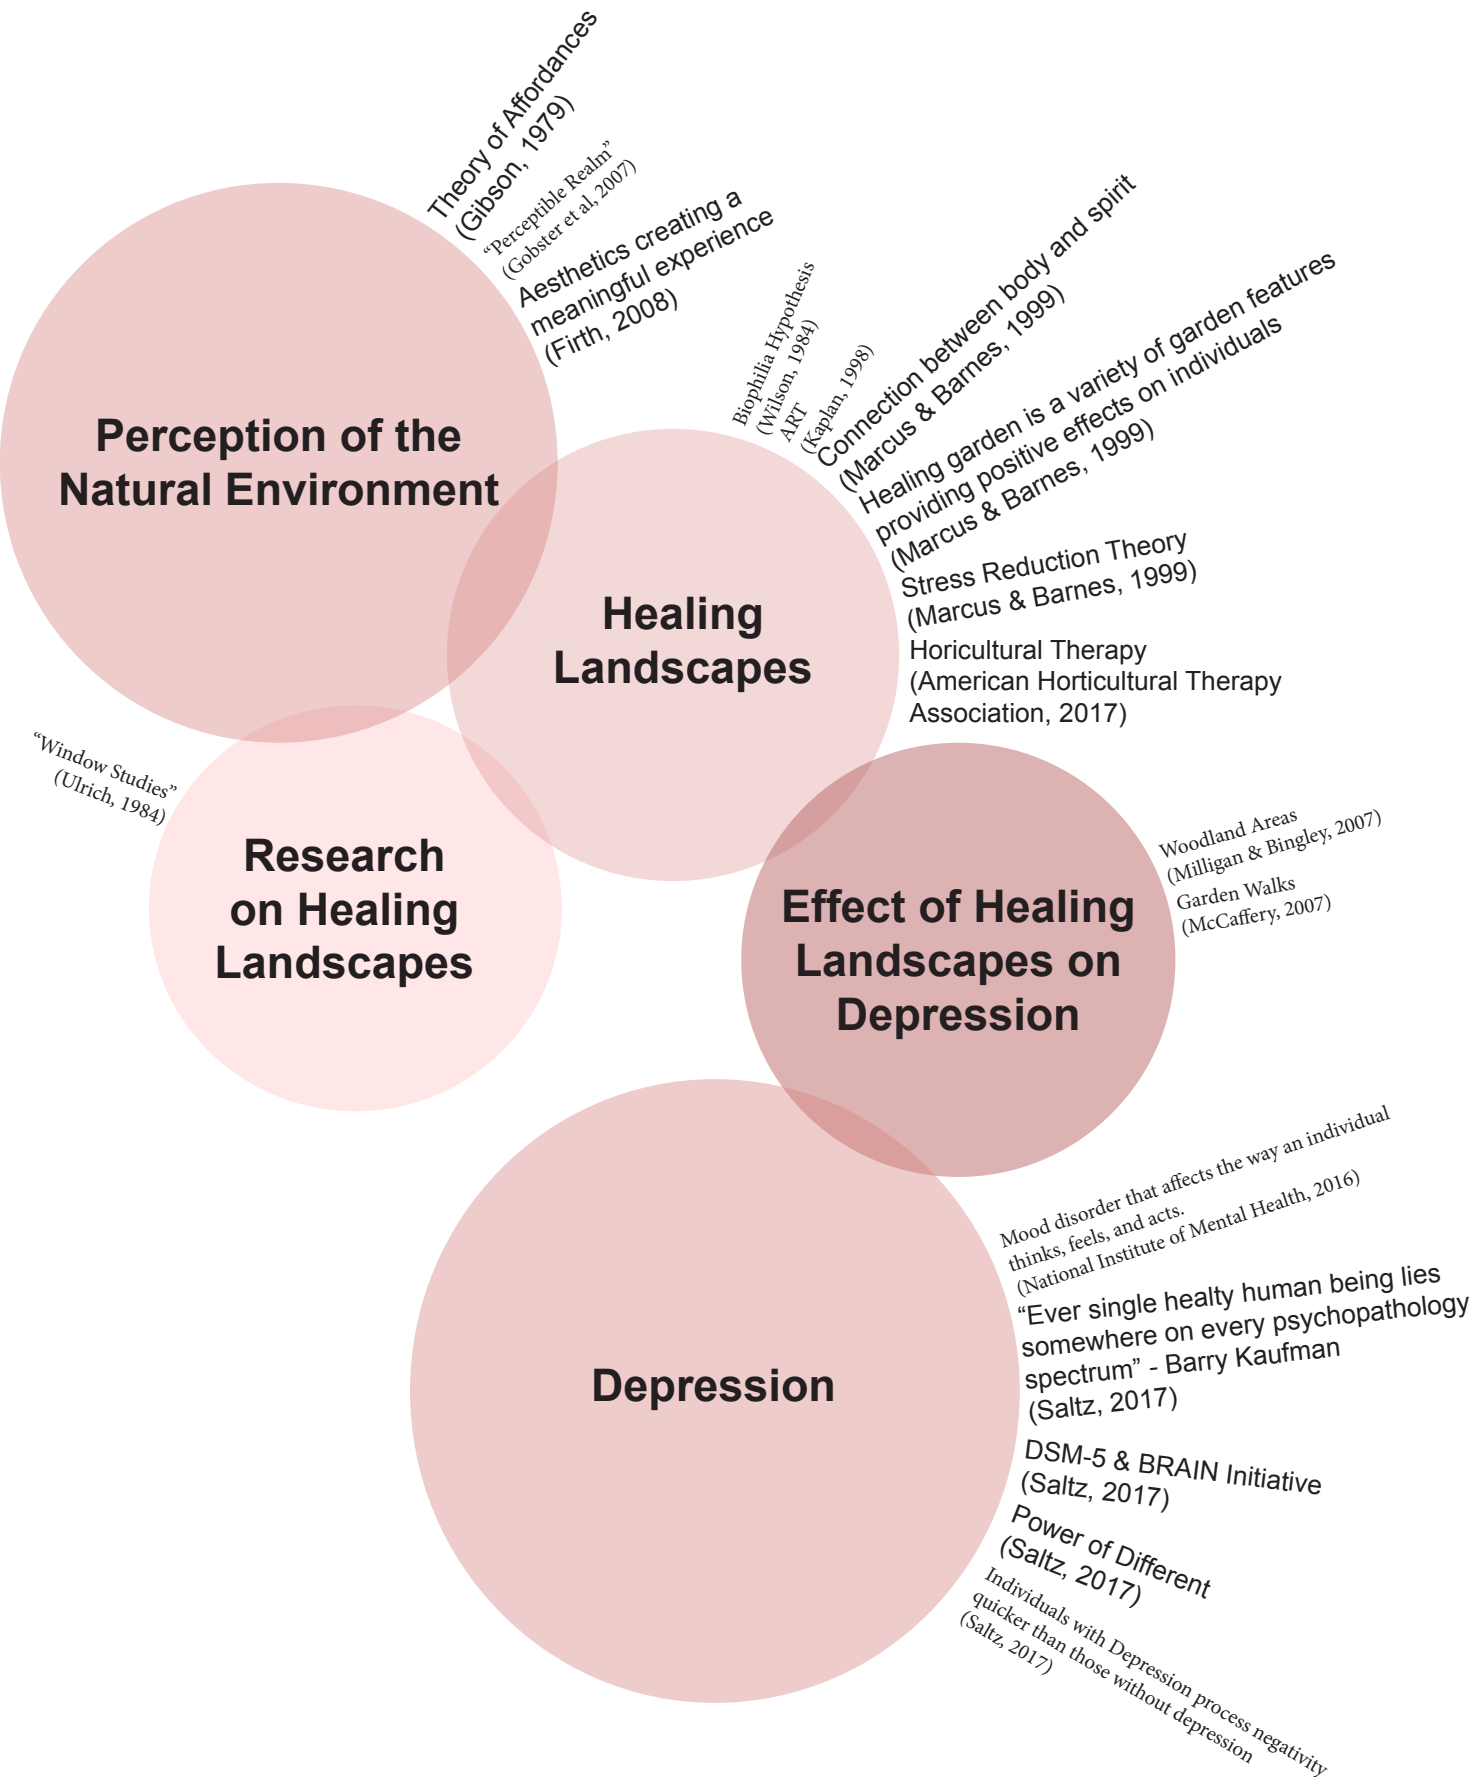 Theory of Affordances
(Gibson, 1979)
“Perceptible Realm”
(Gobster et al, 2007)
Aesthetics creating a
meaningful experience
(Firth, 2008)
Perception of the
Natural Environment
Biophilia Hypothesis
(Wilson, 1984)
ART
(Kaplan, 1998)
Connection between body and spirit
(Marcus & Barnes, 1999)
Healing garden is a variety of garden features
providing positive effects on individuals
(Marcus & Barnes, 1999)
Stress Reduction Theory
(Marcus & Barnes, 1999)
Horicultural Therapy
(American Horticultural Therapy
Association, 2017)
Healing
Landscapes
“Window Studies”
(Ulrich, 1984)
Research
on Healing
Landscapes
Woodland Areas
(Milligan & Bingley, 2007)
Garden Walks
(McCaffery, 2007)
Effect of Healing
Landscapes on
Depression
Mood disorder that affects the way an individual
thinks, feels, and acts.
(National Institute of Mental Health, 2016)
“Ever single healty human being lies
somewhere on every psychopathology
spectrum” - Barry Kaufman
(Saltz, 2017)
Depression
DSM-5 & BRAIN Initiative
(Saltz, 2017)
Power of Different
(Saltz, 2017)
Individuals with Depression process negativity
quicker than those without depression
(Saltz, 2017)